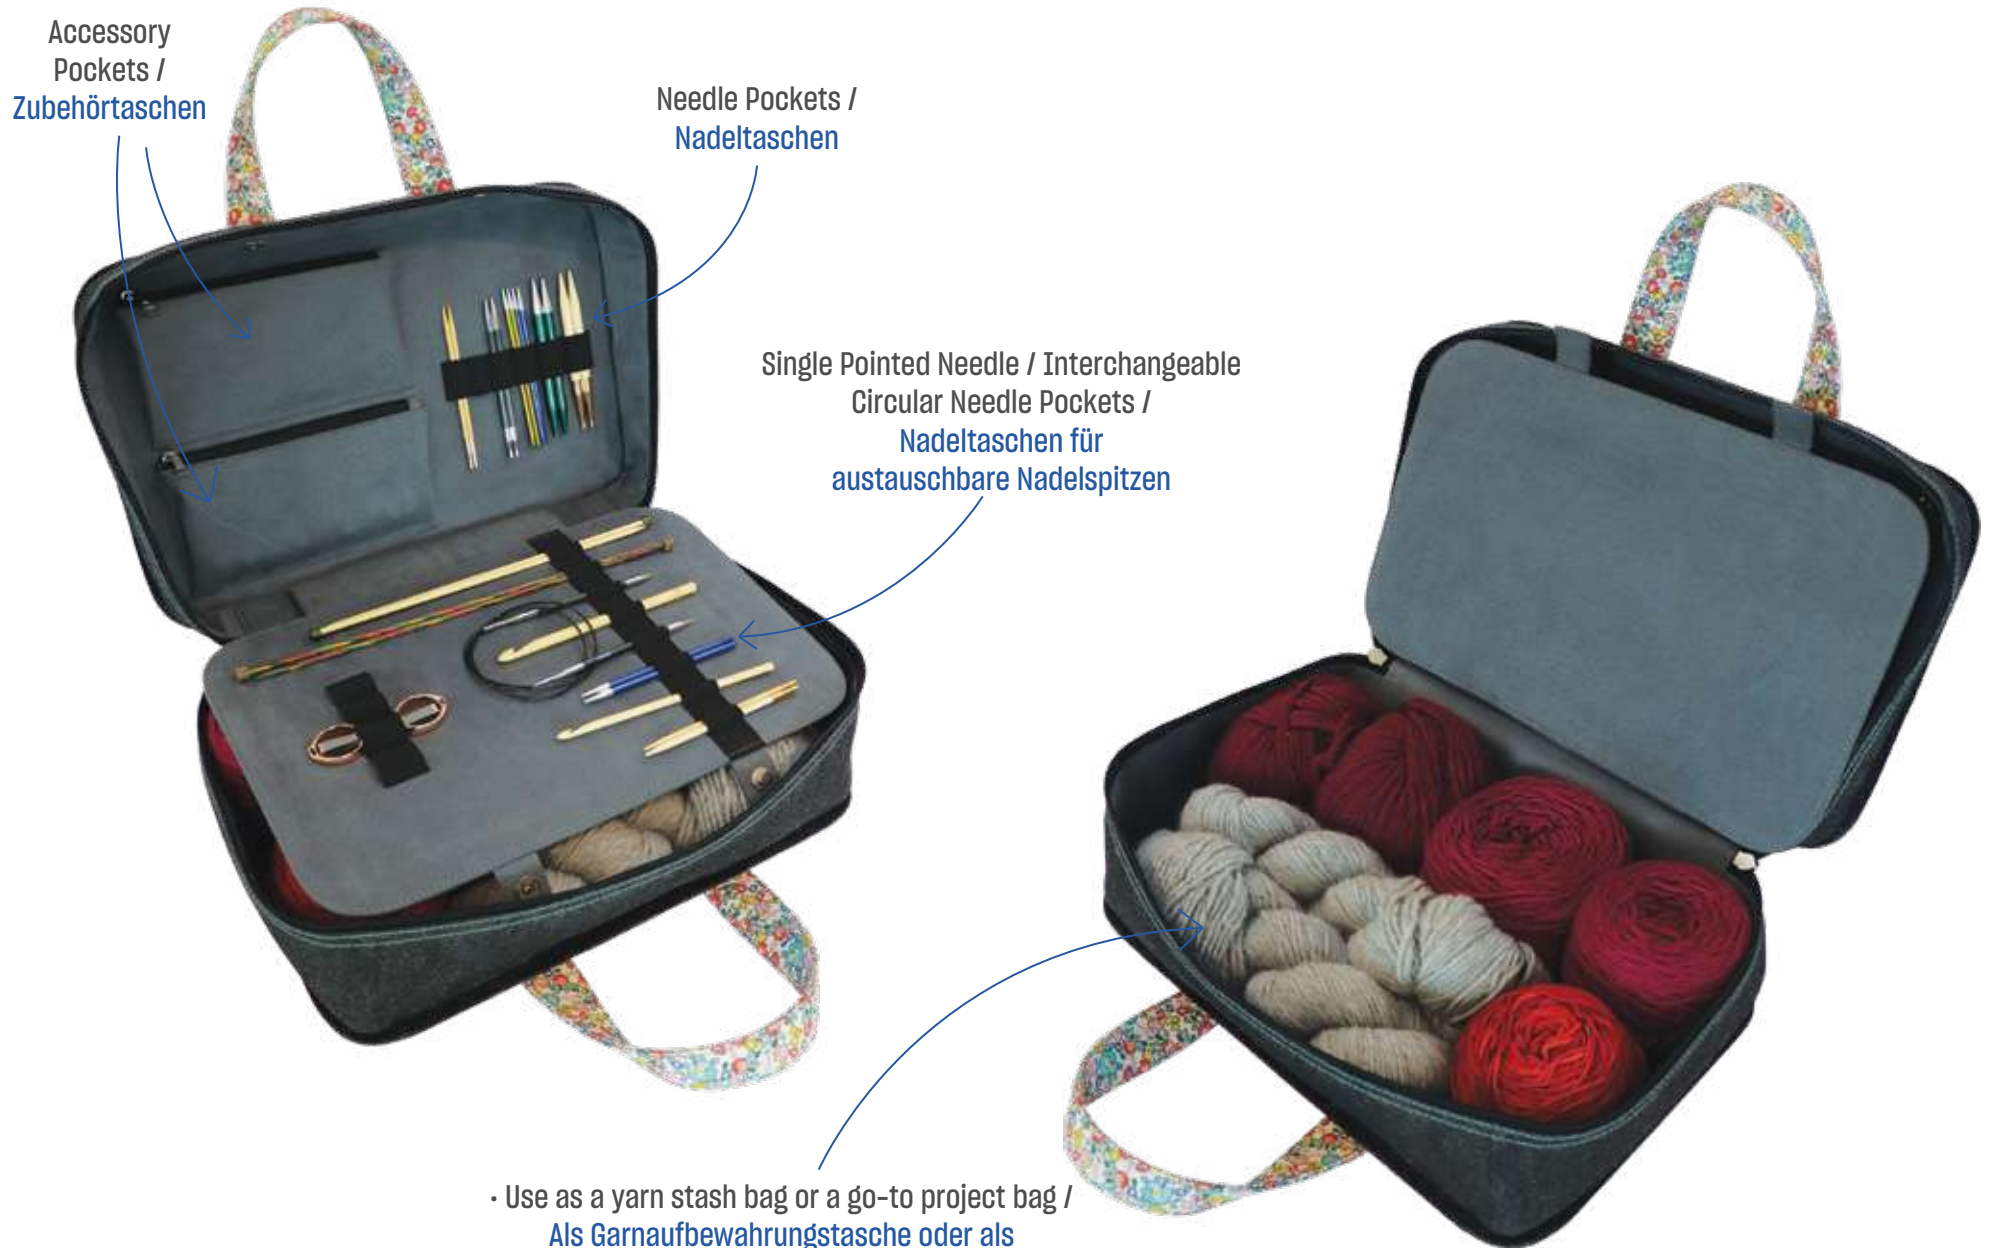 Accessory
Pockets /
Zubehörtaschen
Needle Pockets /
Nadeltaschen
Single Pointed Needle / Interchangeable
Circular Needle Pockets /
Nadeltaschen für
austauschbare Nadelspitzen
• Use as a yarn stash bag or a go-to project bag /
Als Garnaufbewahrungstasche oder als